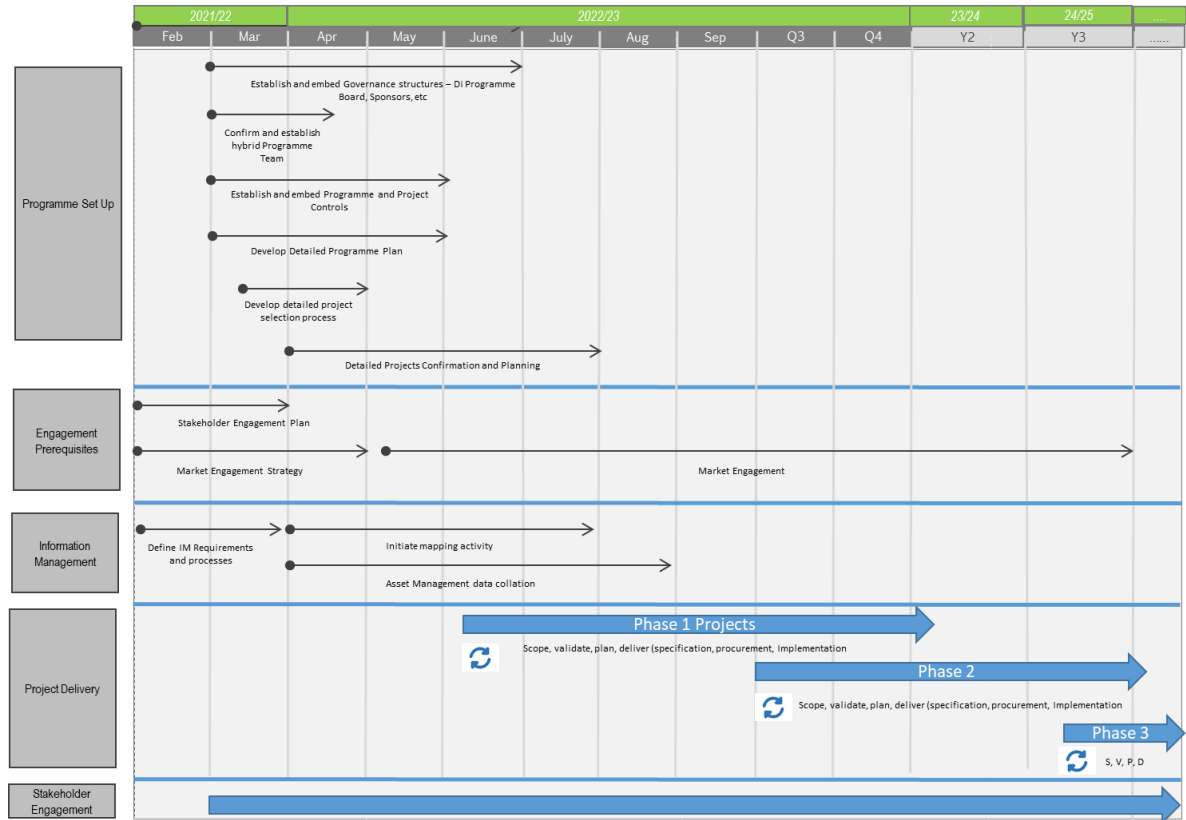 2021/22 2022/23 23/24 24/25 ....
Feb Mar Apr May June July Aug Sep Q3 Q4 Y2 Y3 ......
Programme Set Up
Establish and embed Governance structures – Di Programme
Board, Sponsors, etc
Confirm and establish
hybrid Programme
Team
Establish and embed Programme and Project
Controls
Develop Detailed Programme Plan
Develop detailed project
selection process
Detailed Projects Confirmation and Planning
Engagement
Prerequisites
Stakeholder Engagement Plan
Market Engagement Strategy
Market Engagement
Information
Management
Define IM Requirements
and processes
Initiate mapping activity
Asset Management data collation
Project Delivery
Phase 1 Projects
Scope, validate, plan, deliver (specification, procurement, Implementation
Phase 2
Scope, validate, plan, deliver (specification, procurement, Implementation
Phase 3
S, V, P, D
Stakeholder
Engagement